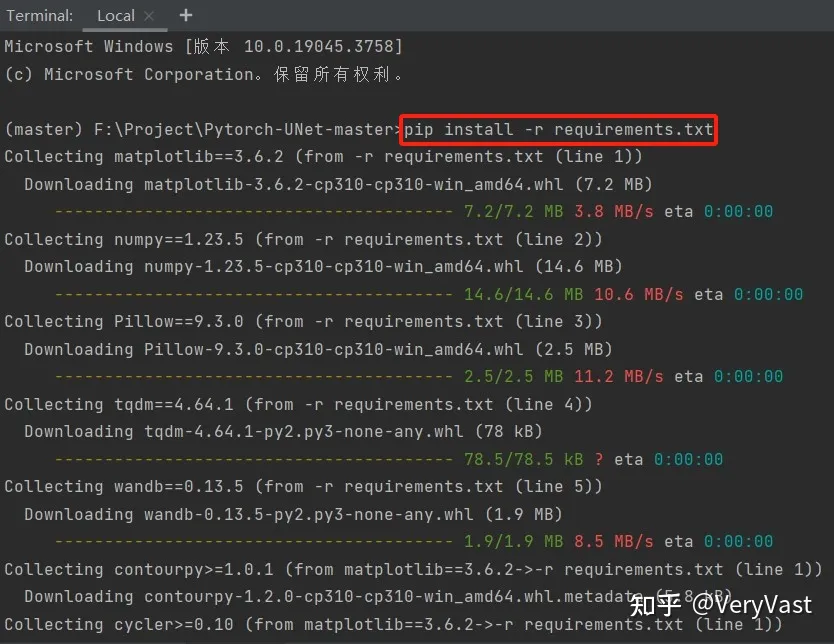 Terminal: Local × +
Microsoft Windows [版本 10.0.19045.3758]
(c) Microsoft Corporation。保留所有权利。
(master) F:\Project\Pytorch-UNet-master>pip install -r requirements.txt
Collecting matplotlib==3.6.2 (from -r requirements.txt (line 1))
Downloading matplotlib-3.6.2-cp310-cp310-win_amd64.whl (7.2 MB)
---------------------------------------- 7.2/7.2 MB 3.8 MB/s eta 0:00:00
Collecting numpy==1.23.5 (from -r requirements.txt (line 2))
Downloading numpy-1.23.5-cp310-cp310-win_amd64.whl (14.6 MB)
---------------------------------------- 14.6/14.6 MB 10.6 MB/s eta 0:00:00
Collecting Pillow==9.3.0 (from -r requirements.txt (line 3))
Downloading Pillow-9.3.0-cp310-cp310-win_amd64.whl (2.5 MB)
---------------------------------------- 2.5/2.5 MB 11.2 MB/s eta 0:00:00
Collecting tqdm==4.64.1 (from -r requirements.txt (line 4))
Downloading tqdm-4.64.1-py2.py3-none-any.whl (78 kB)
---------------------------------------- 78.5/78.5 kB ? eta 0:00:00
Collecting wandb==0.13.5 (from -r requirements.txt (line 5))
Downloading wandb-0.13.5-py2.py3-none-any.whl (1.9 MB)
---------------------------------------- 1.9/1.9 MB 8.5 MB/s eta 0:00:00
Collecting contourpy>=1.0.1 (from matplotlib==3.6.2->-r requirements.txt (line 1))
Downloading contourpy-1.2.0-cp310-cp310-win_amd64.whl.metadata (5.8 kB)
知乎 @VeryVast
Collecting cycler>=0.10 (from matplotlib==3.6.2->-r requirements.txt (line 1))